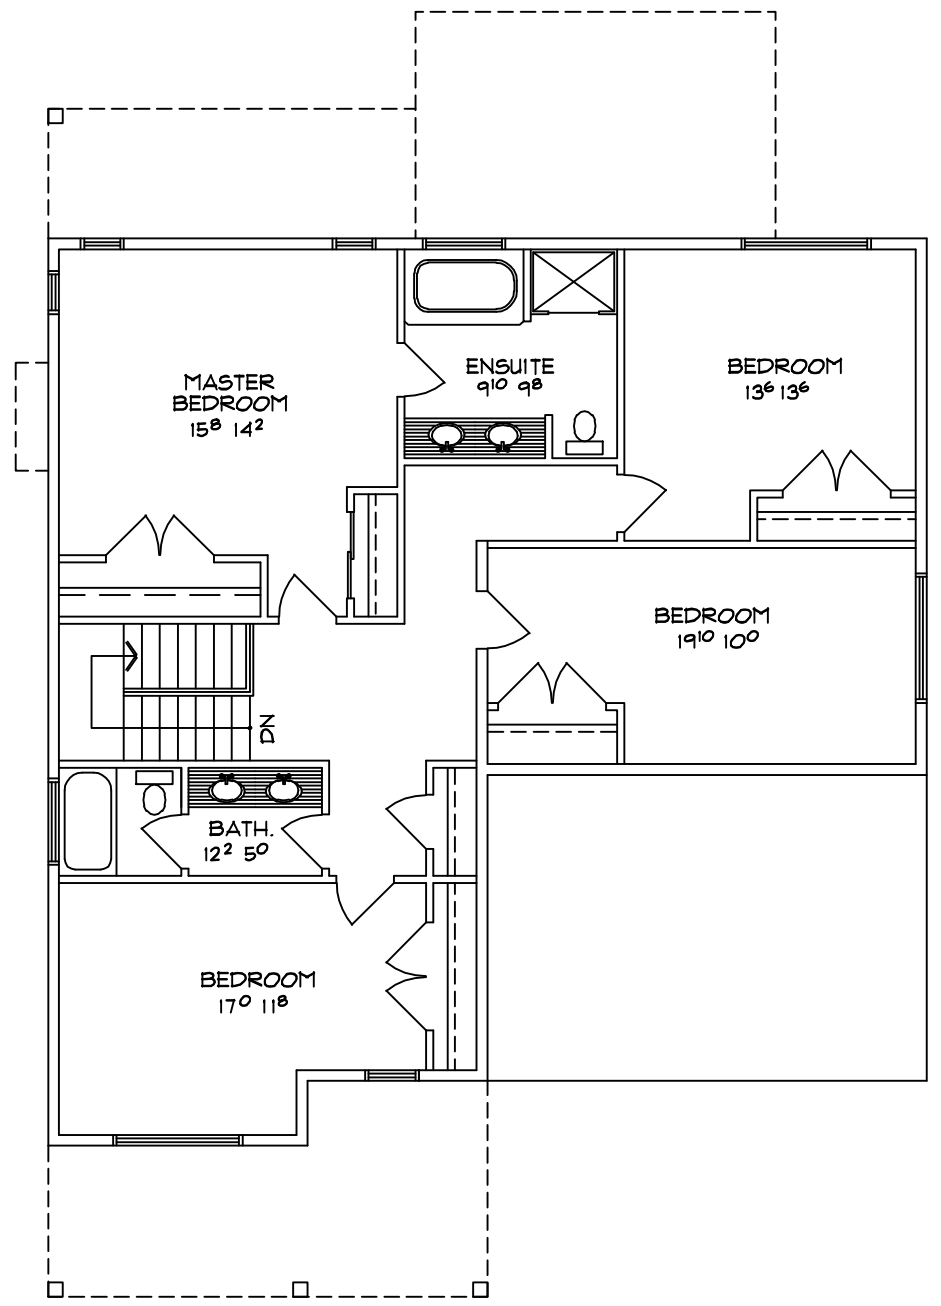 MASTER
BEDROOM
15⁸ 14²
ENSUITE
9¹⁰ 9⁸
BEDROOM
13⁶ 13⁶
BEDROOM
19¹⁰ 10⁰
DN
BATH.
12² 5⁰
BEDROOM
17⁰ 11⁸